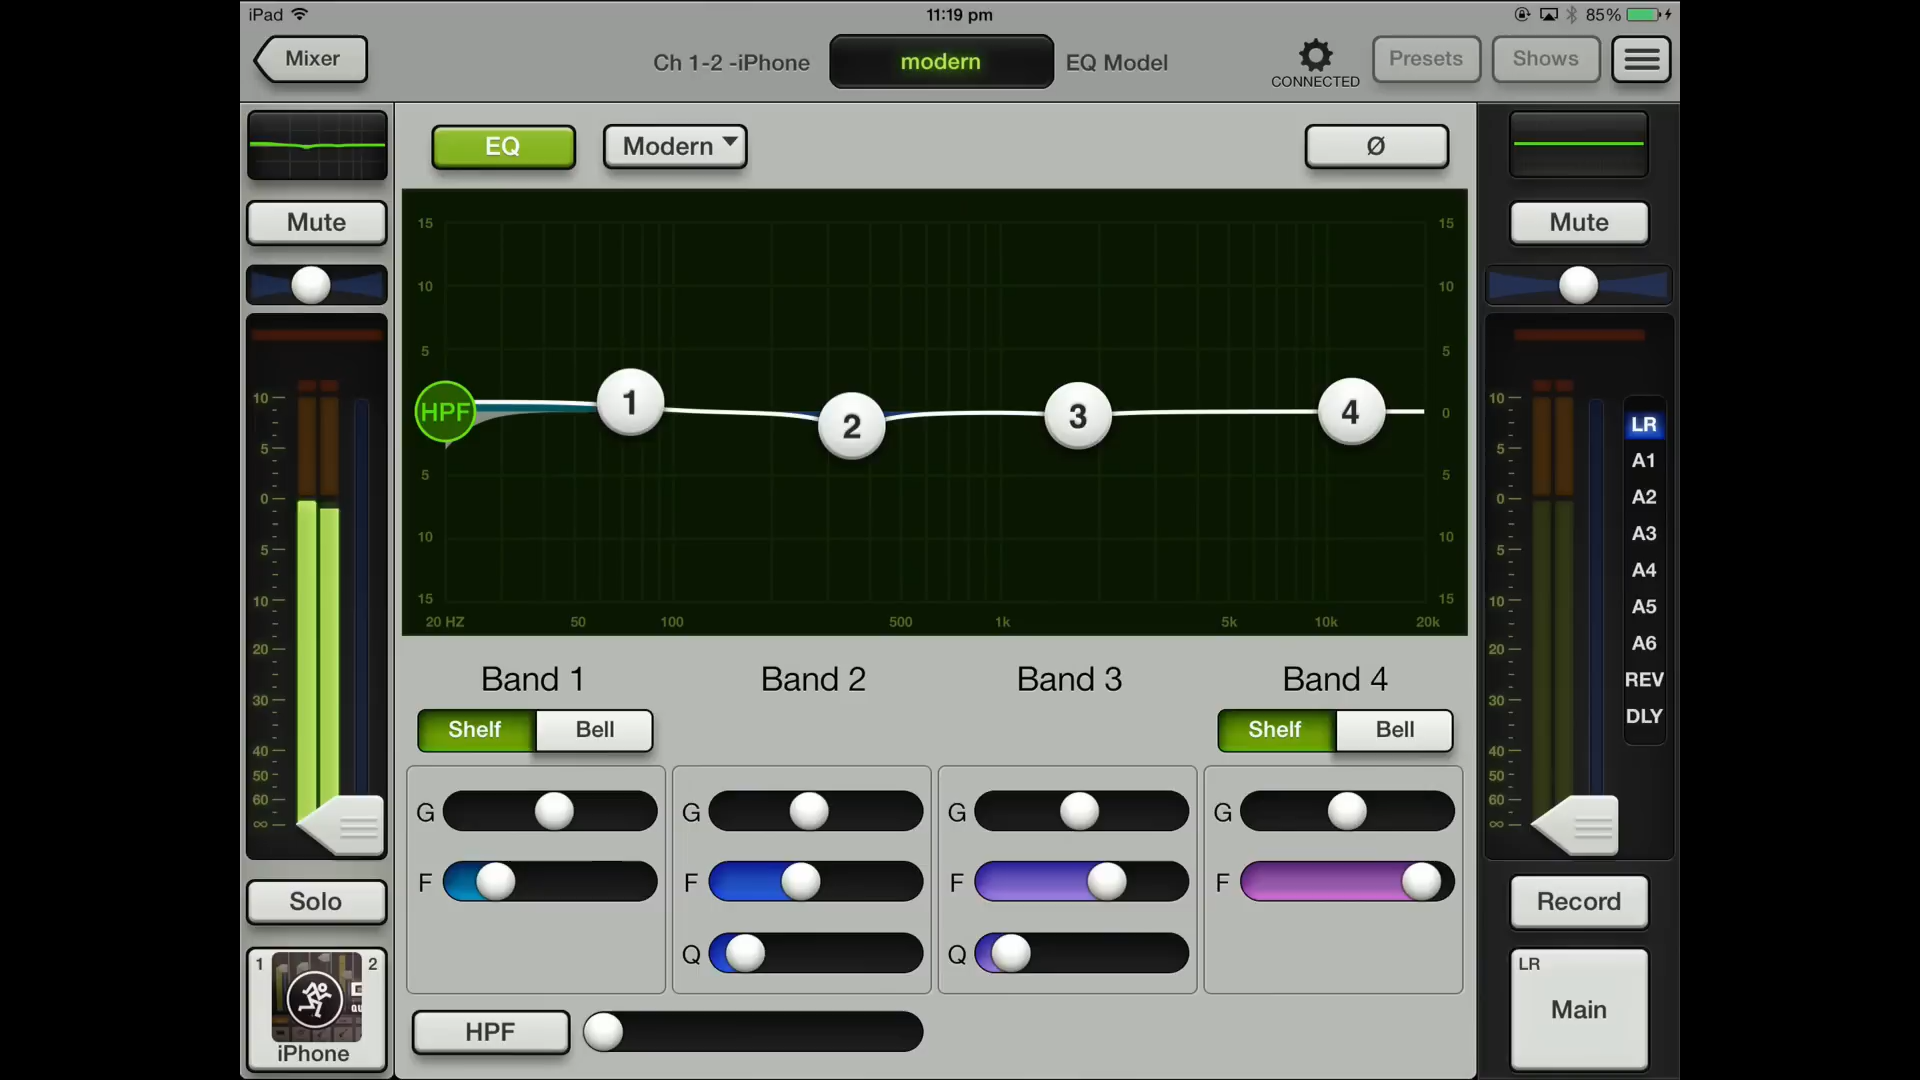 iPad
11:19 pm
85%
Mixer
Ch 1-2 -iPhone
modern
EQ Model
CONNECTED
Presets
Shows
EQ
Modern
Ø
Mute
Mute
15
10
5
5
10
15
15
10
5
0
5
10
15
HPF
1
2
3
4
20 HZ
50
100
500
1k
5k
10k
20k
10
5
0
5
10
20
30
40
50
60
∞
10
5
0
5
10
20
30
40
50
60
∞
LR
A1
A2
A3
A4
A5
A6
REV
DLY
Band 1
Band 2
Band 3
Band 4
Shelf
Bell
Shelf
Bell
G
G
G
G
F
F
F
F
Q
Q
Solo
Record
1
2
iPhone
HPF
LR
Main